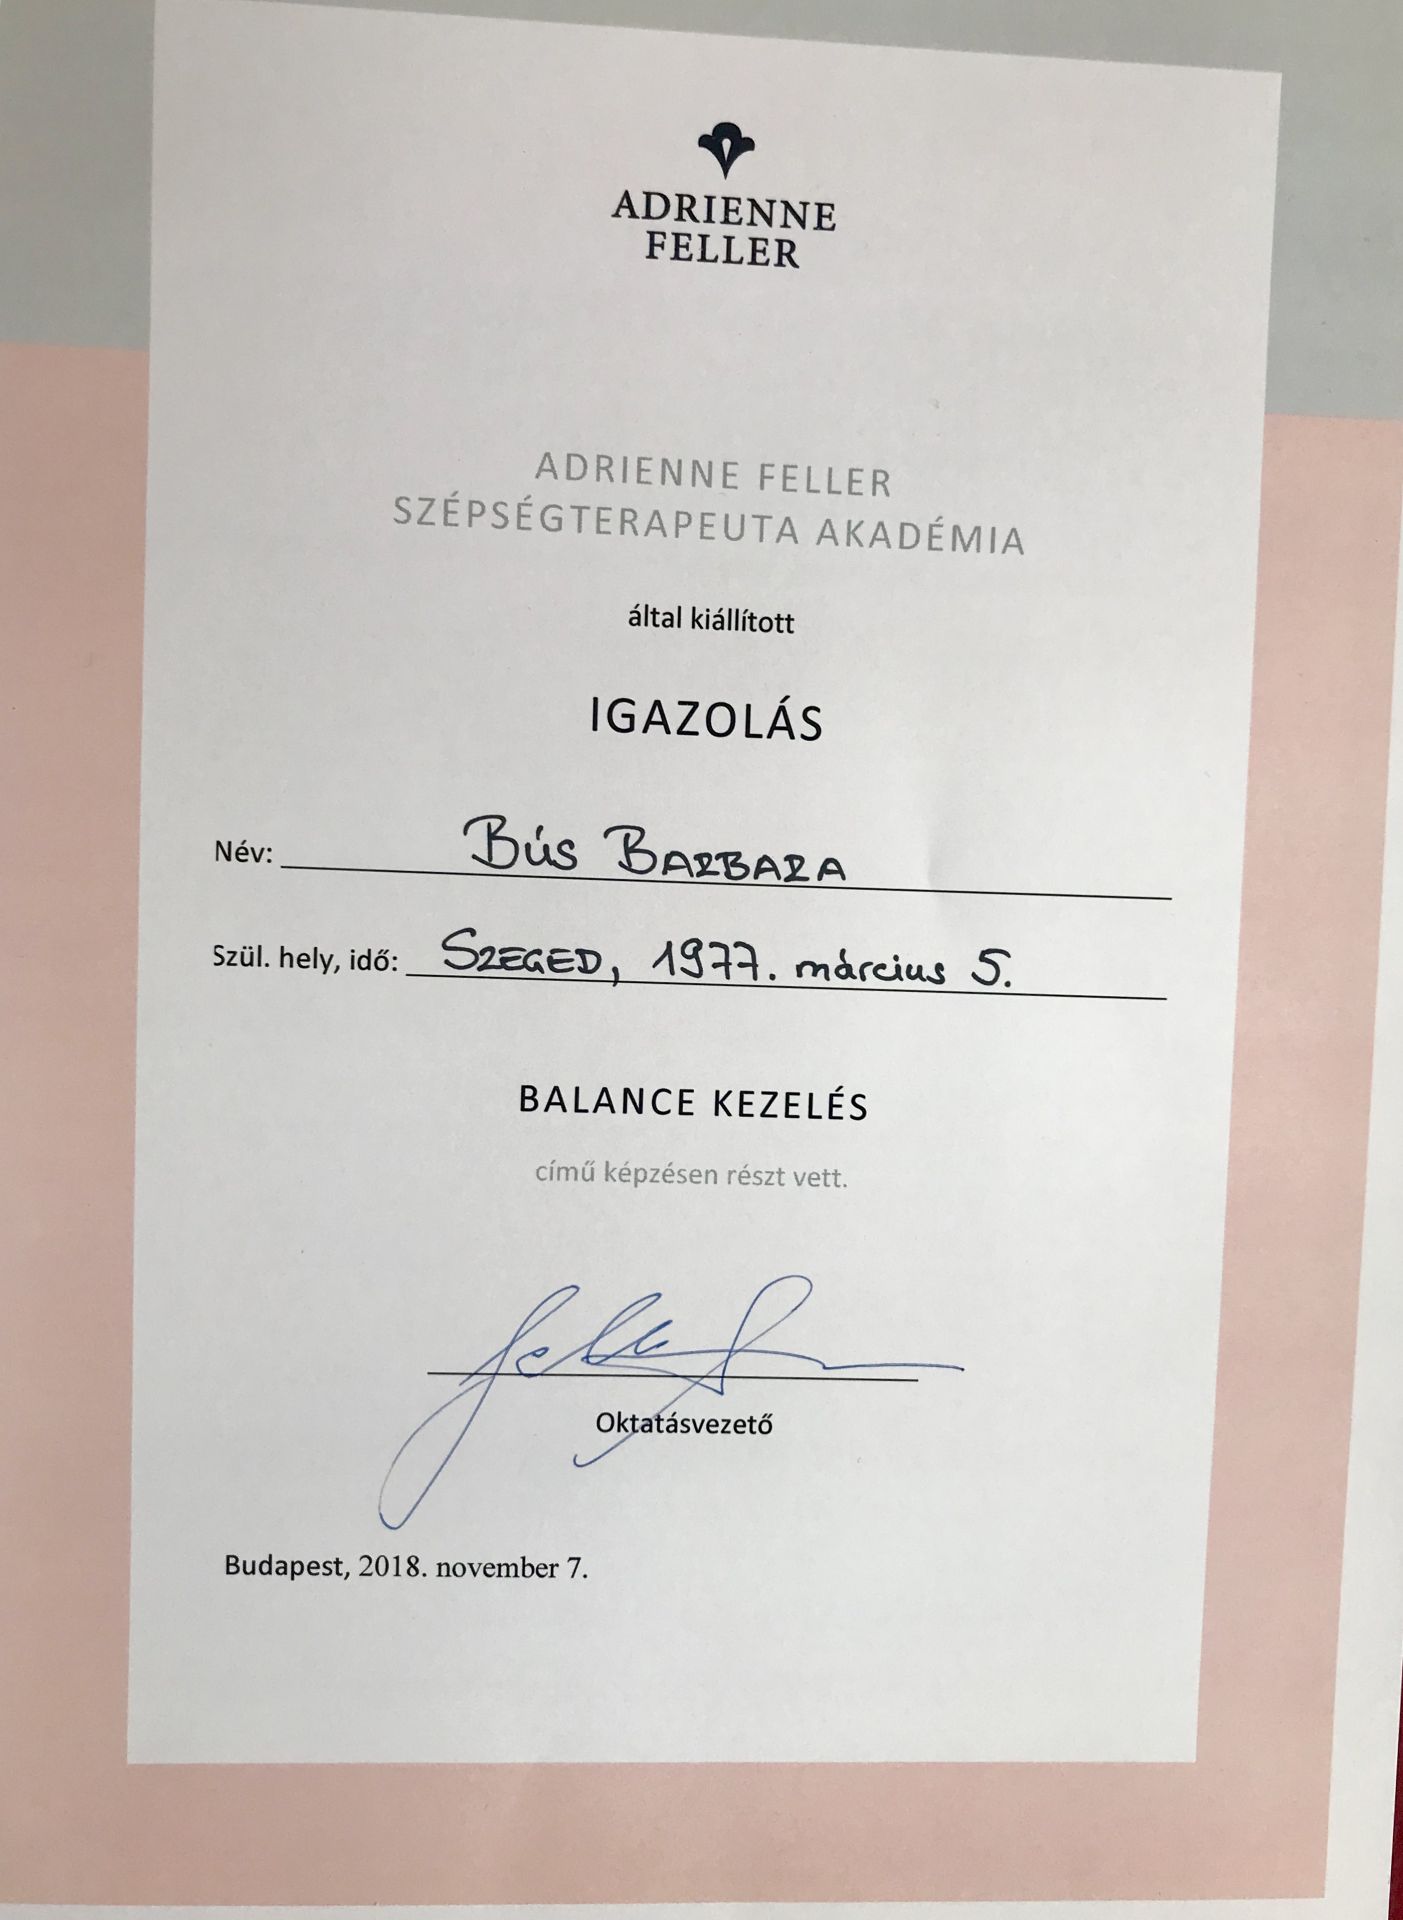 ADRIENNE
FELLER
ADRIENNE FELLER
SZÉPSÉGTERAPEUTA AKADÉMIA
által kiállított
IGAZOLÁS
Név: Bús Barbara
Szül. hely, idő: Szeged, 1977. március 5.
BALANCE KEZELÉS
című képzésen részt vett.
Oktatásvezető
Budapest, 2018. november 7.